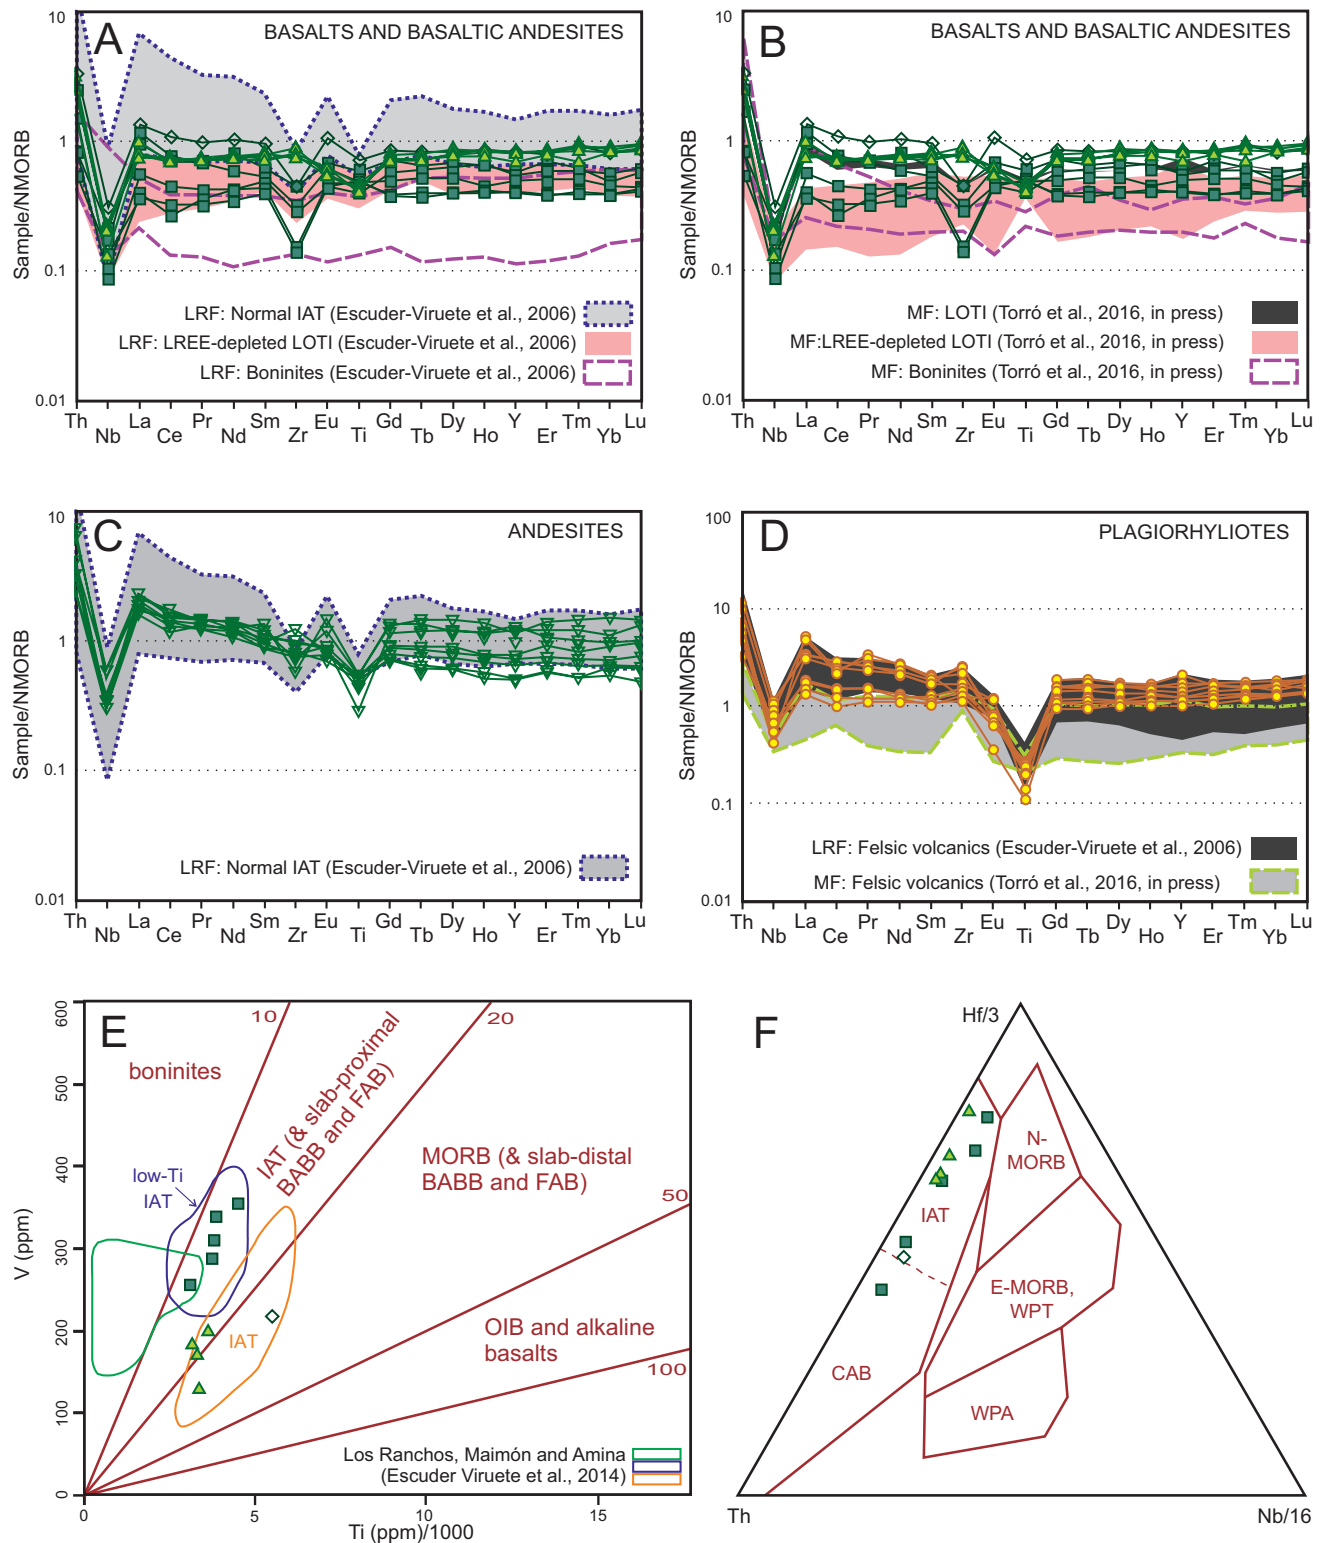 A
BASALTS AND BASALTIC ANDESITES
10
1
0.1
0.01
Sample/NMORB
LRF: Normal IAT (Escuder-Viruete et al., 2006)
LRF: LREE-depleted LOTI (Escuder-Viruete et al., 2006)
LRF: Boninites (Escuder-Viruete et al., 2006)
Th Nb La Ce Pr Nd Sm Zr Eu Ti Gd Tb Dy Ho Y Er Tm Yb Lu
B
BASALTS AND BASALTIC ANDESITES
10
1
0.1
0.01
Sample/NMORB
MF: LOTI (Torró et al., 2016, in press)
MF:LREE-depleted LOTI (Torró et al., 2016, in press)
MF: Boninites (Torró et al., 2016, in press)
Th Nb La Ce Pr Nd Sm Zr Eu Ti Gd Tb Dy Ho Y Er Tm Yb Lu
C
ANDESITES
10
1
0.1
0.01
Sample/NMORB
LRF: Normal IAT (Escuder-Viruete et al., 2006)
Th Nb La Ce Pr Nd Sm Zr Eu Ti Gd Tb Dy Ho Y Er Tm Yb Lu
D
PLAGIORHYLIOTES
100
10
1
0.1
0.01
Sample/NMORB
LRF: Felsic volcanics (Escuder-Viruete et al., 2006)
MF: Felsic volcanics (Torró et al., 2016, in press)
Th Nb La Ce Pr Nd Sm Zr Eu Ti Gd Tb Dy Ho Y Er Tm Yb Lu
E
600
500
400
300
200
100
0
V (ppm)
10
20
50
100
boninites
IAT (& slab-proximal
BABB and FAB)
low-Ti
IAT
MORB (& slab-distal
BABB and FAB)
IAT
OIB and alkaline
basalts
Los Ranchos, Maimón and Amina
(Escuder Viruete et al., 2014)
0 5 10 15
Ti (ppm)/1000
F
Hf/3
N-
MORB
IAT
E-MORB,
WPT
CAB
WPA
Th
Nb/16